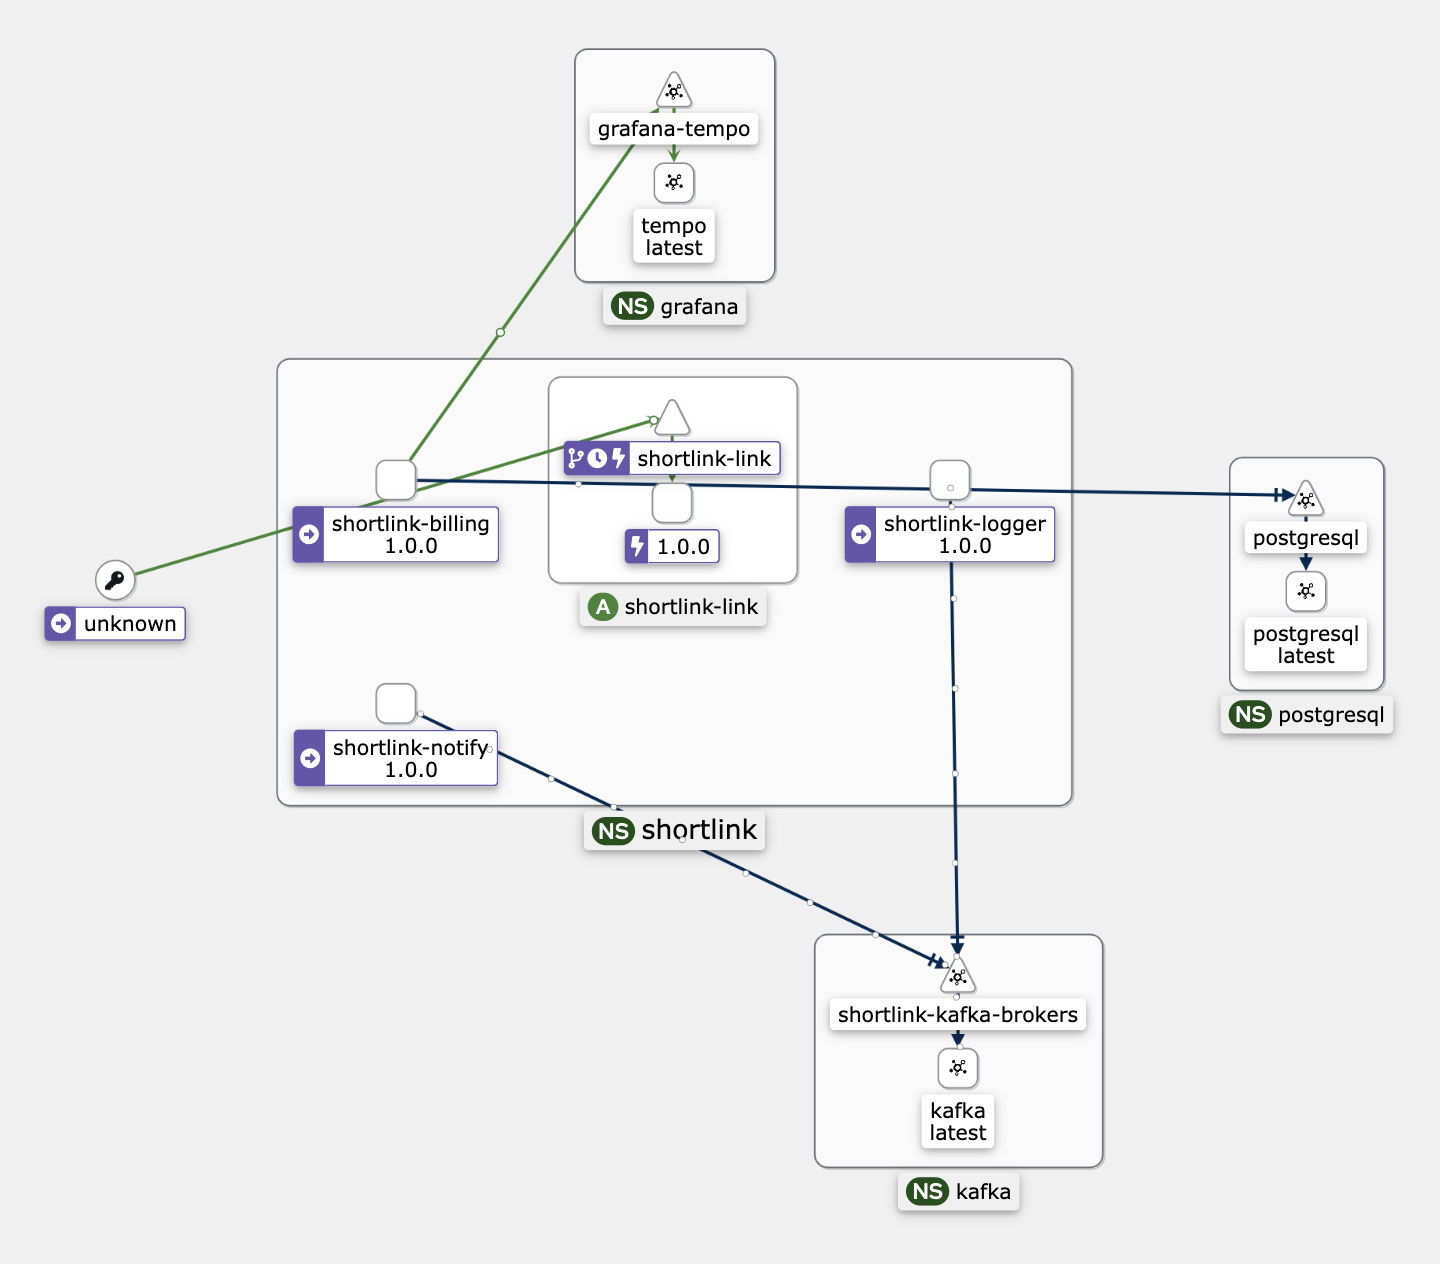 grafana-tempo
tempo
latest
NS grafana
shortlink-link
1.0.0
A shortlink-link
shortlink-billing
1.0.0
shortlink-logger
1.0.0
unknown
postgresql
postgresql
latest
NS postgresql
shortlink-notify
1.0.0
NS shortlink
shortlink-kafka-brokers
kafka
latest
NS kafka